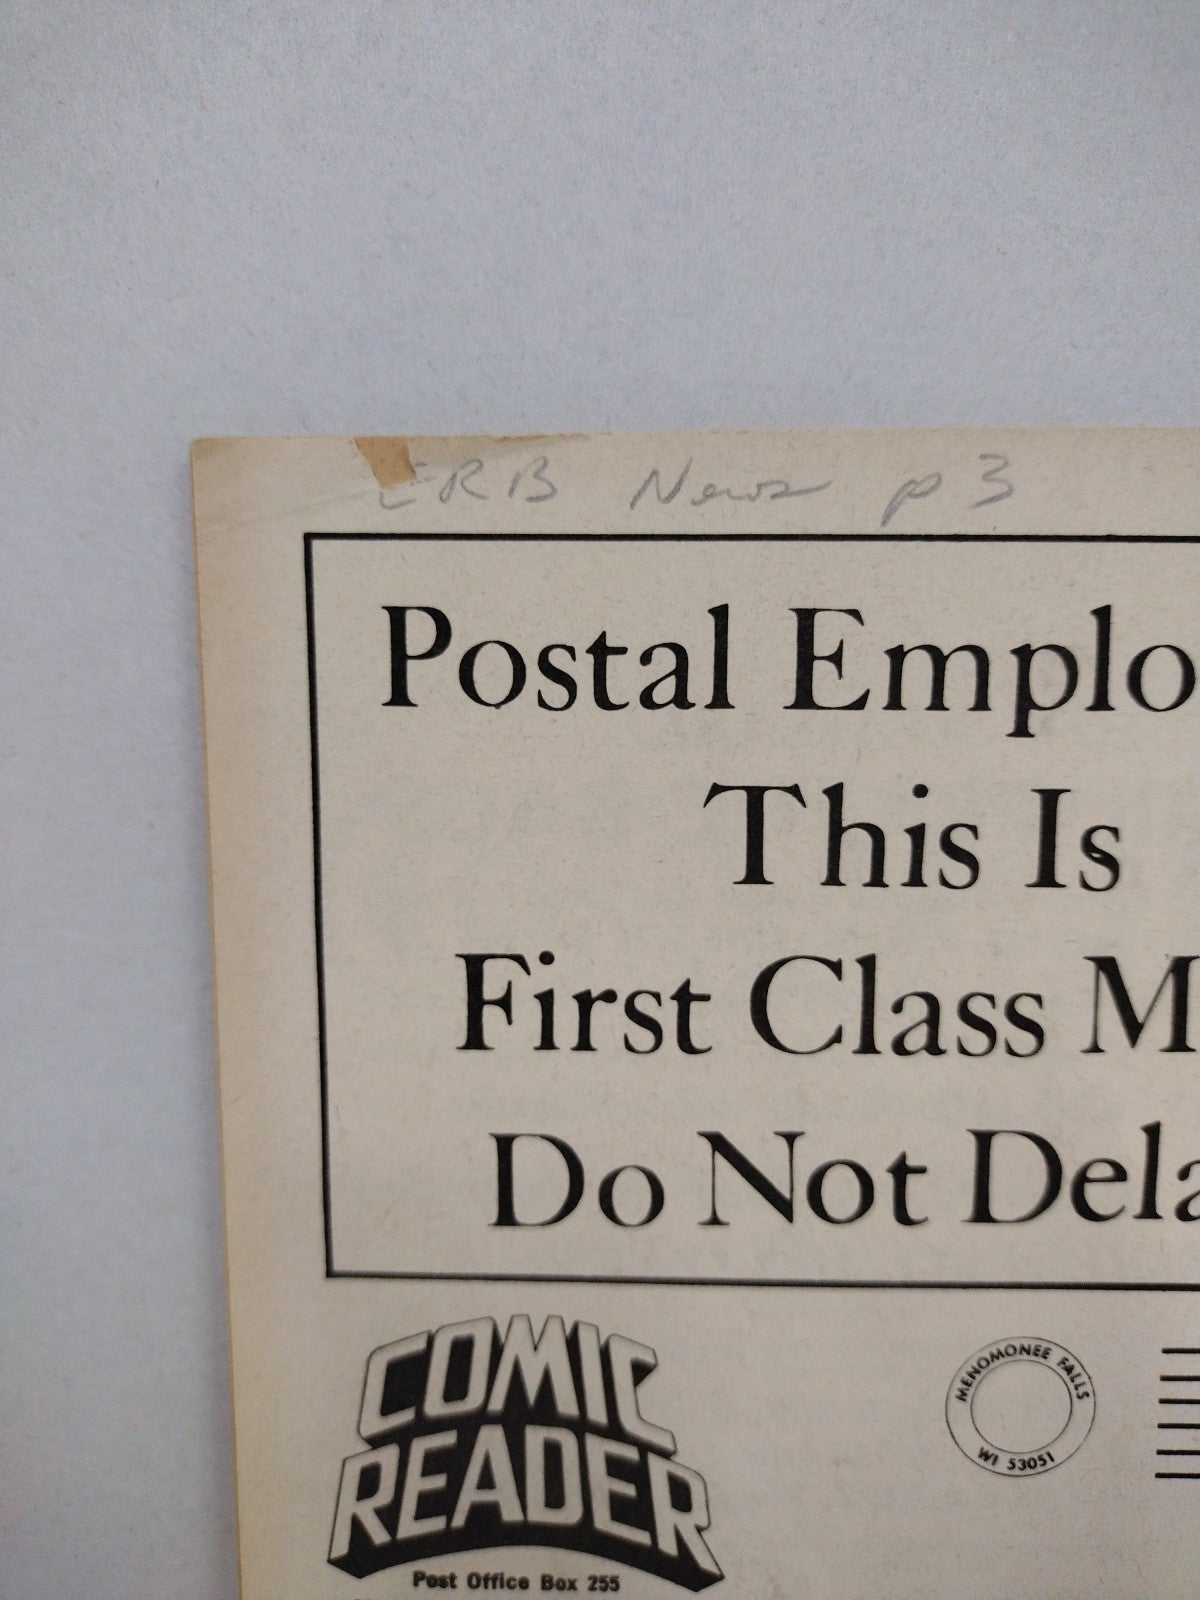 ERB News p 3
Postal Emplo
This Is
First Class M
Do Not Dela
COMIC
READER
MENOMONEE FALLS
WI 53051
Post Office Box 255